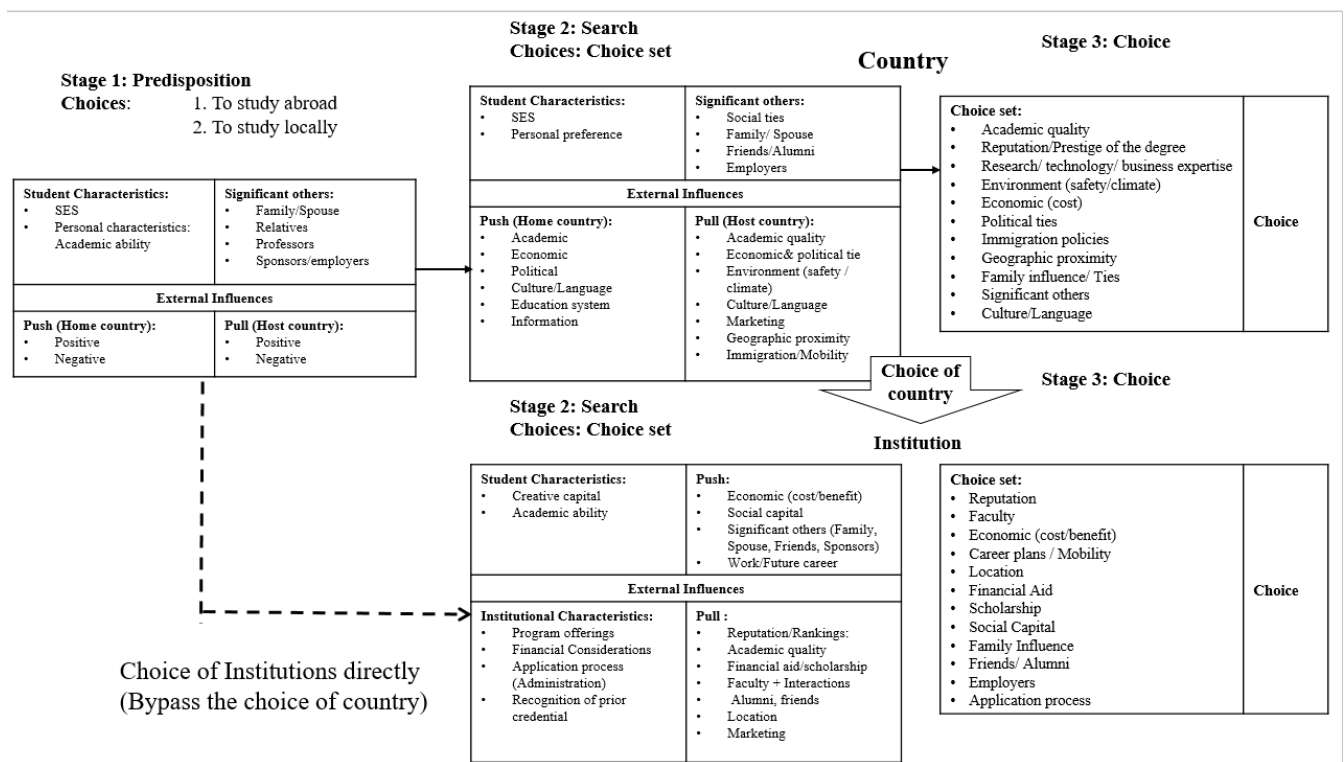 Stage 1: Predisposition
Choices: 1. To study abroad
2. To study locally
Student Characteristics:
• SES
• Personal characteristics:
Academic ability
Significant others:
• Family/Spouse
• Relatives
• Professors
• Sponsors/employers
External Influences
Push (Home country):
• Positive
• Negative
Pull (Host country):
• Positive
• Negative
Stage 2: Search
Choices: Choice set
Country
Student Characteristics:
• SES
• Personal preference
Significant others:
• Social ties
• Family/ Spouse
• Friends/Alumni
• Employers
External Influences
Push (Home country):
• Academic
• Economic
• Political
• Culture/Language
• Education system
• Information
Pull (Host country):
• Academic quality
• Economic& political tie
• Environment (safety /
climate)
• Culture/Language
• Marketing
• Geographic proximity
• Immigration/Mobility
Stage 3: Choice
Choice set:
• Academic quality
• Reputation/Prestige of the degree
• Research/ technology/ business expertise
• Environment (safety/climate)
• Economic (cost)
• Political ties
• Immigration policies
• Geographic proximity
• Family influence/ Ties
• Significant others
• Culture/Language
Choice
Choice of
country
Stage 2: Search
Choices: Choice set
Institution
Student Characteristics:
• Creative capital
• Academic ability
Push:
• Economic (cost/benefit)
• Social capital
• Significant others (Family,
Spouse, Friends, Sponsors)
• Work/Future career
External Influences
Institutional Characteristics:
• Program offerings
• Financial Considerations
• Application process
(Administration)
• Recognition of prior
credential
Pull :
• Reputation/Rankings:
• Academic quality
• Financial aid/scholarship
• Faculty + Interactions
• Alumni, friends
• Location
• Marketing
Stage 3: Choice
Choice set:
• Reputation
• Faculty
• Economic (cost/benefit)
• Career plans / Mobility
• Location
• Financial Aid
• Scholarship
• Social Capital
• Family Influence
• Friends/ Alumni
• Employers
• Application process
Choice
Choice of Institutions directly
(Bypass the choice of country)